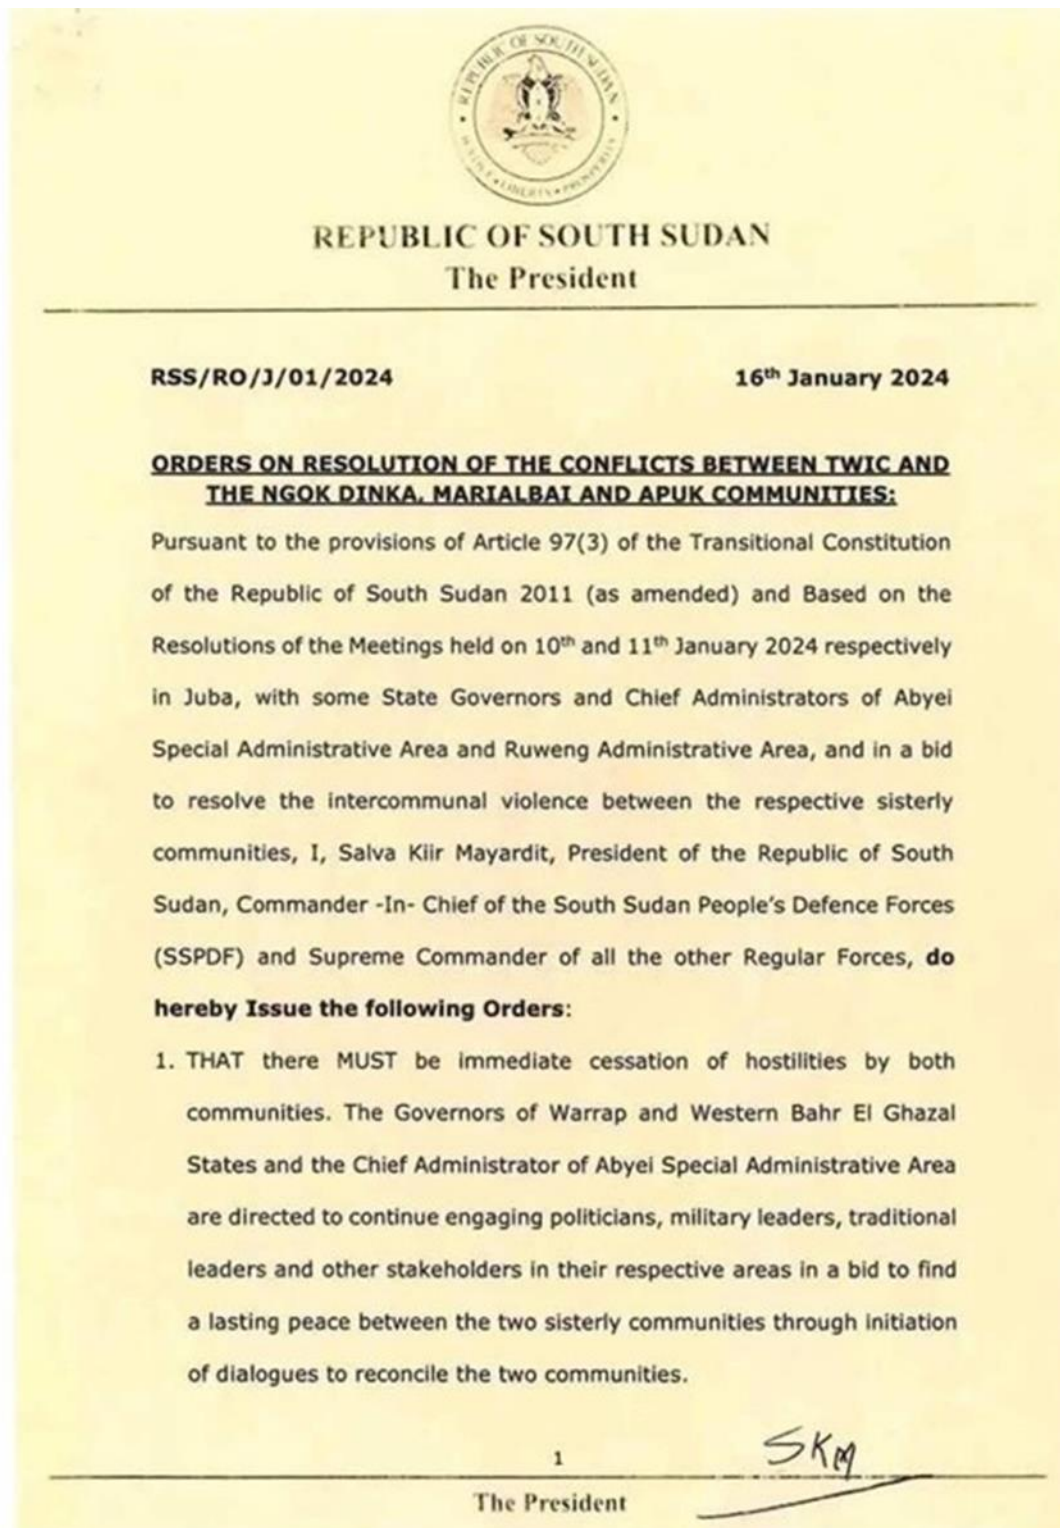 REPUBLIC OF SOUTH SUDAN
JUSTICE • LIBERTY • PROSPERITY
REPUBLIC OF SOUTH SUDAN
The President
RSS/RO/J/01/2024 16th January 2024
ORDERS ON RESOLUTION OF THE CONFLICTS BETWEEN TWIC AND
THE NGOK DINKA, MARIALBAI AND APUK COMMUNITIES:
Pursuant to the provisions of Article 97(3) of the Transitional Constitution
of the Republic of South Sudan 2011 (as amended) and Based on the
Resolutions of the Meetings held on 10th and 11th January 2024 respectively
in Juba, with some State Governors and Chief Administrators of Abyei
Special Administrative Area and Ruweng Administrative Area, and in a bid
to resolve the intercommunal violence between the respective sisterly
communities, I, Salva Kiir Mayardit, President of the Republic of South
Sudan, Commander -In- Chief of the South Sudan People's Defence Forces
(SSPDF) and Supreme Commander of all the other Regular Forces, do
hereby Issue the following Orders:
1. THAT there MUST be immediate cessation of hostilities by both
communities. The Governors of Warrap and Western Bahr El Ghazal
States and the Chief Administrator of Abyei Special Administrative Area
are directed to continue engaging politicians, military leaders, traditional
leaders and other stakeholders in their respective areas in a bid to find
a lasting peace between the two sisterly communities through initiation
of dialogues to reconcile the two communities.
1
SKM
The President